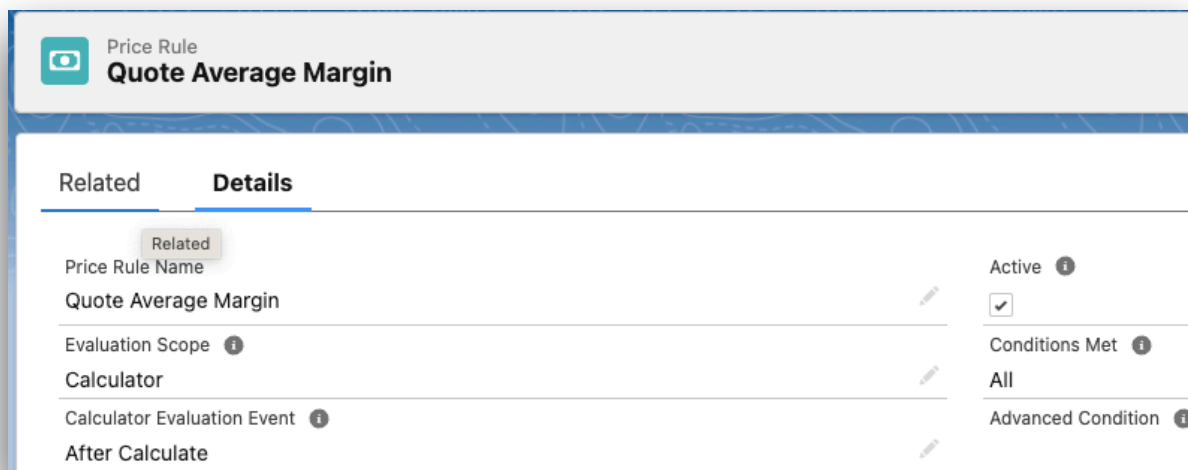 Price Rule
Quote Average Margin
Related Details
Related
Price Rule Name
Quote Average Margin
Active
Evaluation Scope
Calculator
Conditions Met
All
Calculator Evaluation Event
After Calculate
Advanced Condition